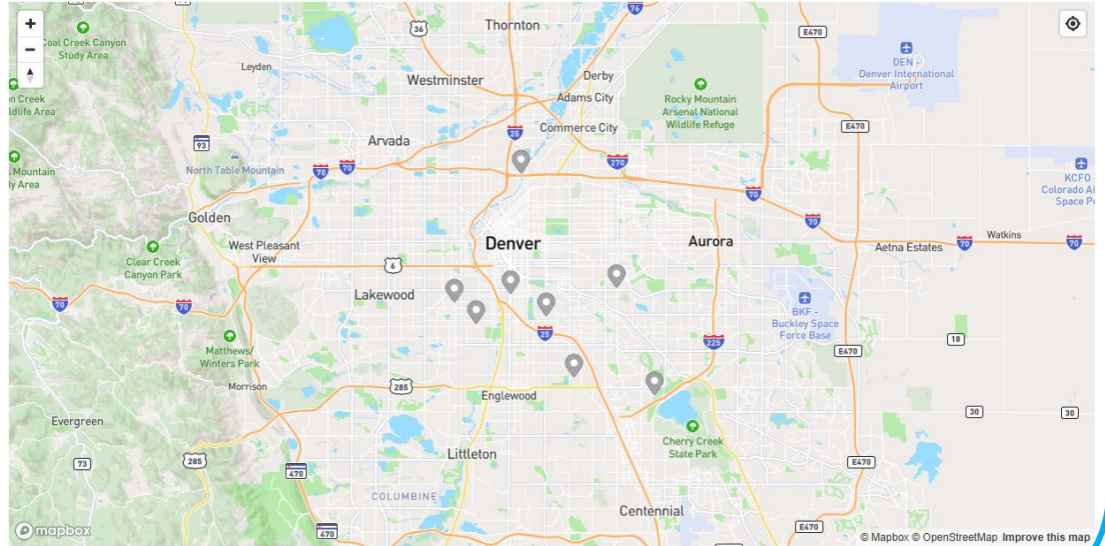 Thornton
76
36
E470
Coal Creek Canyon
Study Area
DEN -
Denver International
Airport
Leyden
Westminster
Derby
Adams City
Rocky Mountain
Arsenal National
Wildlife Refuge
Commerce City
25
E470
93
Arvada
270
North Table Mountain
70
70
70
KCFO -
Golden
70
West Pleasant
View
Denver
Aurora
Aetna Estates
70
Watkins
70
Clear Creek
Canyon Park
6
Lakewood
BKF -
Buckley Space
Force Base
70
70
25
225
18
Matthews/
Winters Park
E470
Morrison
285
Englewood
30
30
Evergreen
Cherry Creek
State Park
73
285
Littleton
E470
470
COLUMBINE
Centennial
470
E470
mapbox
© Mapbox © OpenStreetMap Improve this map